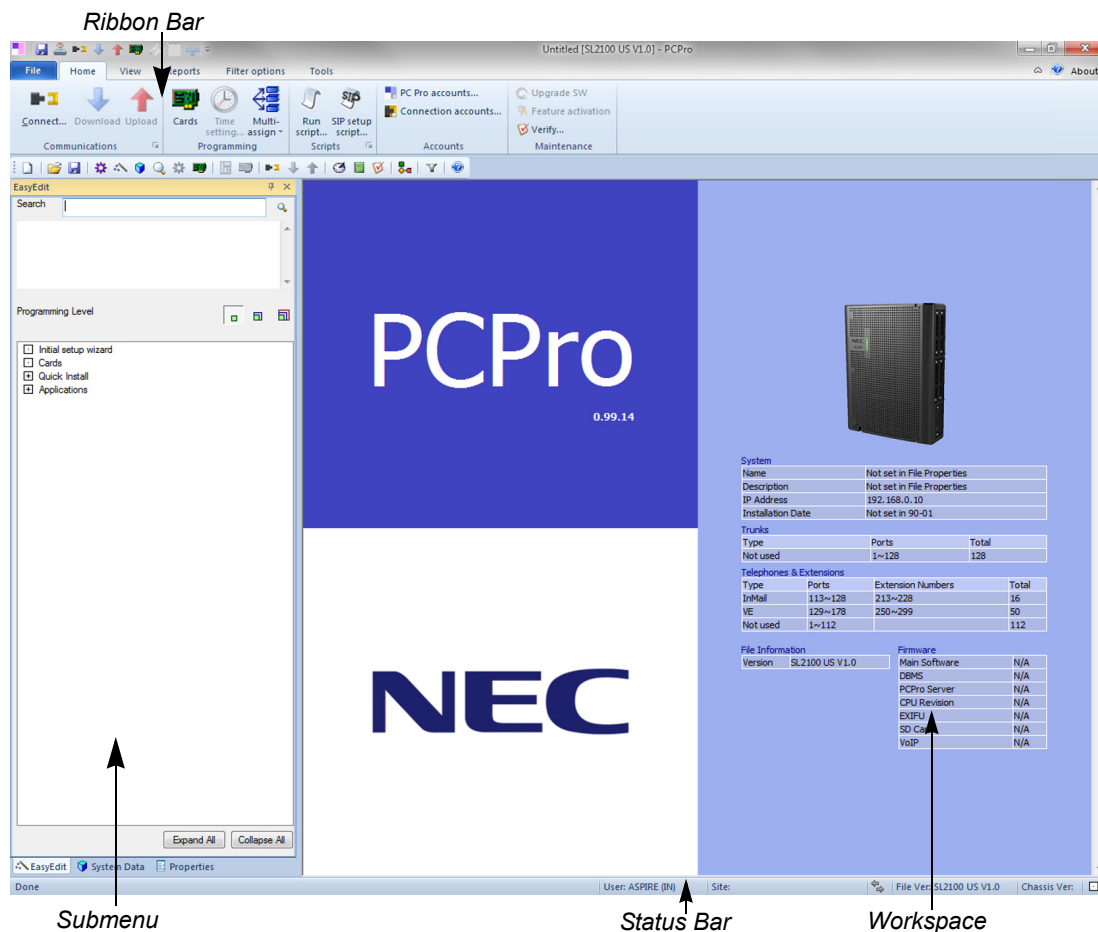 Ribbon Bar
Untitled [SL2100 US V1.0] - PCPro
File Home View Reports Filter options Tools About
Connect... Download Upload Cards Time setting... Multi-assign Run script... SIP setup script...
PC Pro accounts...
Connection accounts...
Upgrade SW
Feature activation
Verify...
Communications Programming Scripts Accounts Maintenance
EasyEdit
Search
Programming Level
Initial setup wizard
Cards
Quick Install
Applications
Expand All Collapse All
EasyEdit System Data Properties
PCPro
0.99.14
NEC
NEC
System
Name Not set in File Properties
Description Not set in File Properties
IP Address 192.168.0.10
Installation Date Not set in 90-01
Trunks
Type Ports Total
Not used 1~128 128
Telephones & Extensions
Type Ports Extension Numbers Total
InMail 113~128 213~228 16
VE 129~178 250~299 50
Not used 1~112 112
File Information
Version SL2100 US V1.0
Firmware
Main Software N/A
DBMS N/A
PCPro Server N/A
CPU Revision N/A
EXIFU N/A
SD Card N/A
VoIP N/A
Done User: ASPIRE (IN) Site: File Ver: SL2100 US V1.0 Chassis Ver:
Submenu
Status Bar
Workspace